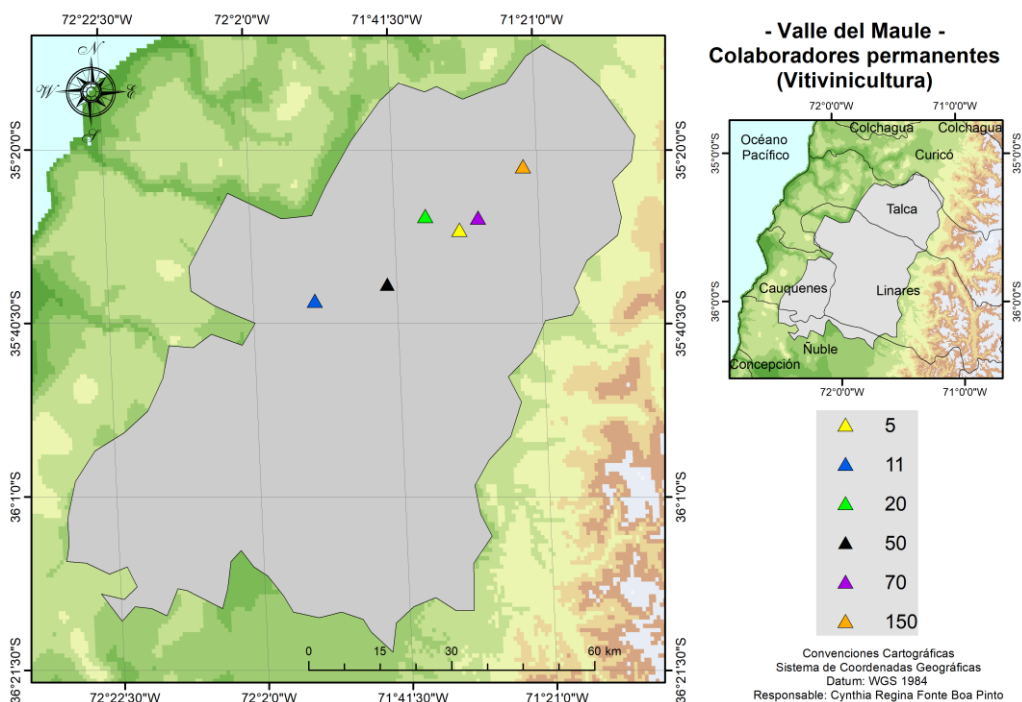 72°22'30"W 72°2'0"W 71°41'30"W 71°21'0"W
N
W E
S
35°20'0"S 35°20'0"S
35°40'30"S 35°40'30"S
36°1'0"S 36°1'0"S
36°21'30"S 36°21'30"S
0 15 30 60 km
72°22'30"W 72°2'0"W 71°41'30"W 71°21'0"W
- Valle del Maule -
Colaboradores permanentes
(Vitivinicultura)
72°0'0"W 71°0'0"W
Colchagua Colchagua
Océano
Pacífico
Curicó
35°0'0"S 35°0'0"S
Talca
Cauquenes Linares
36°0'0"S 36°0'0"S
Ñuble
Concepción
72°0'0"W 71°0'0"W
5
11
20
50
70
150
Convenciones Cartográficas
Sistema de Coordenadas Geográficas
Datum: WGS 1984
Responsable: Cynthia Regina Fonte Boa Pinto